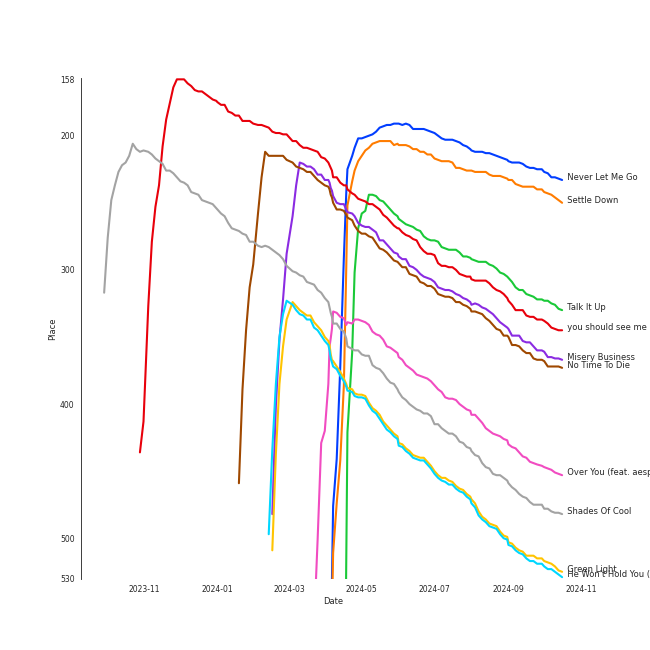 158
200
300
400
500
530
Place
2023-11
2024-01
2024-03
2024-05
2024-07
2024-09
2024-11
Date
Never Let Me Go
Settle Down
Talk It Up
you should see me
Misery Business
No Time To Die
Over You (feat. aesp
Shades Of Cool
Green Light
He Won't Hold You (